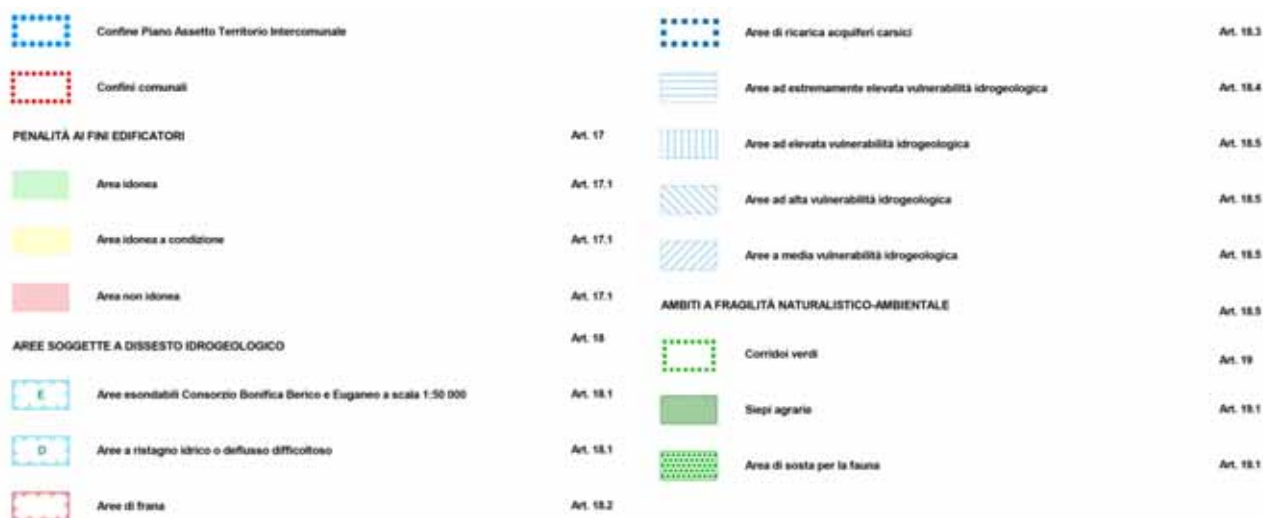 Confine Piano Assetto Territorio Intercomunale
Confini comunali
PENALITÀ AI FINI EDIFICATORI Art. 17
Area idonea Art. 17.1
Area idonea a condizione Art. 17.1
Area non idonea Art. 17.1
AREE SOGGETTE A DISSESTO IDROGEOLOGICO Art. 18
E Aree esondabili Consorzio Bonifica Berico e Euganeo a scala 1:50 000 Art. 18.1
D Aree a ristagno idrico o deflusso difficoltoso Art. 18.1
Aree di frana Art. 18.2
Aree di ricarica acquiferi carsici Art. 18.3
Aree ad estremamente elevata vulnerabilità idrogeologica Art. 18.4
Aree ad elevata vulnerabilità idrogeologica Art. 18.5
Aree ad alta vulnerabilità idrogeologica Art. 18.5
Aree a media vulnerabilità idrogeologica Art. 18.5
AMBITI A FRAGILITÀ NATURALISTICO-AMBIENTALE Art. 18.5
Corridoi verdi Art. 19
Siepi agrarie Art. 19.1
Area di sosta per la fauna Art. 19.1